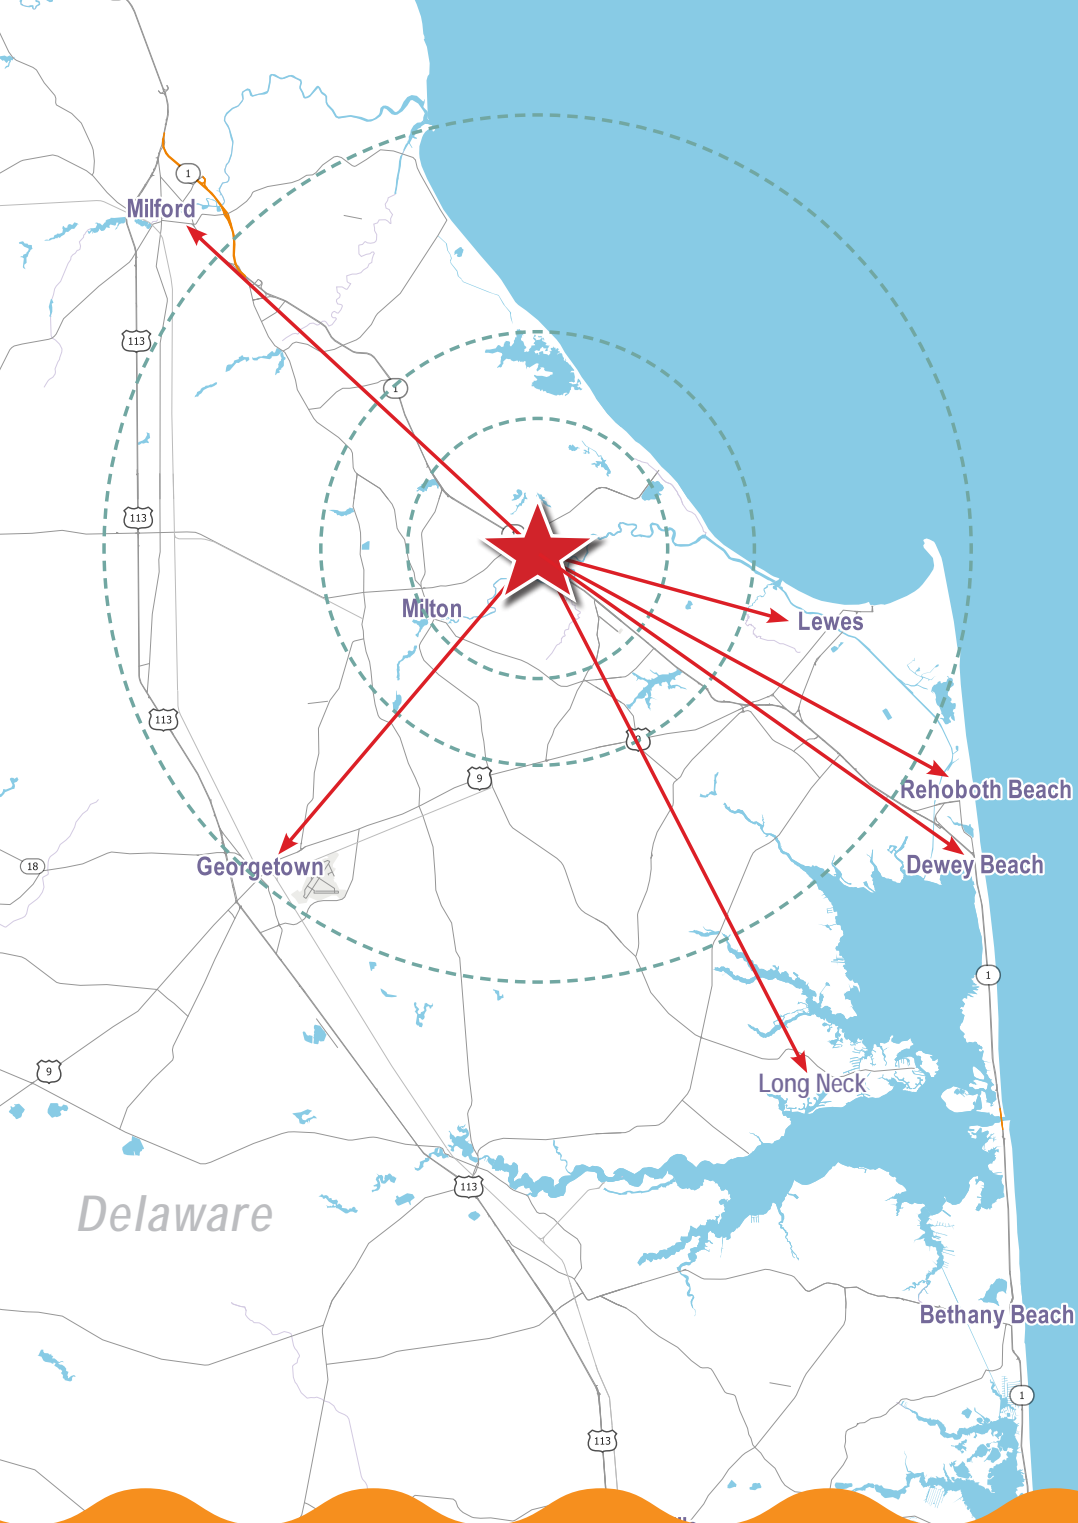 1
Milford
113
1
113
Milton
Lewes
113
9
9
Rehoboth Beach
18
Georgetown
Dewey Beach
1
9
Long Neck
113
Delaware
Bethany Beach
1
113